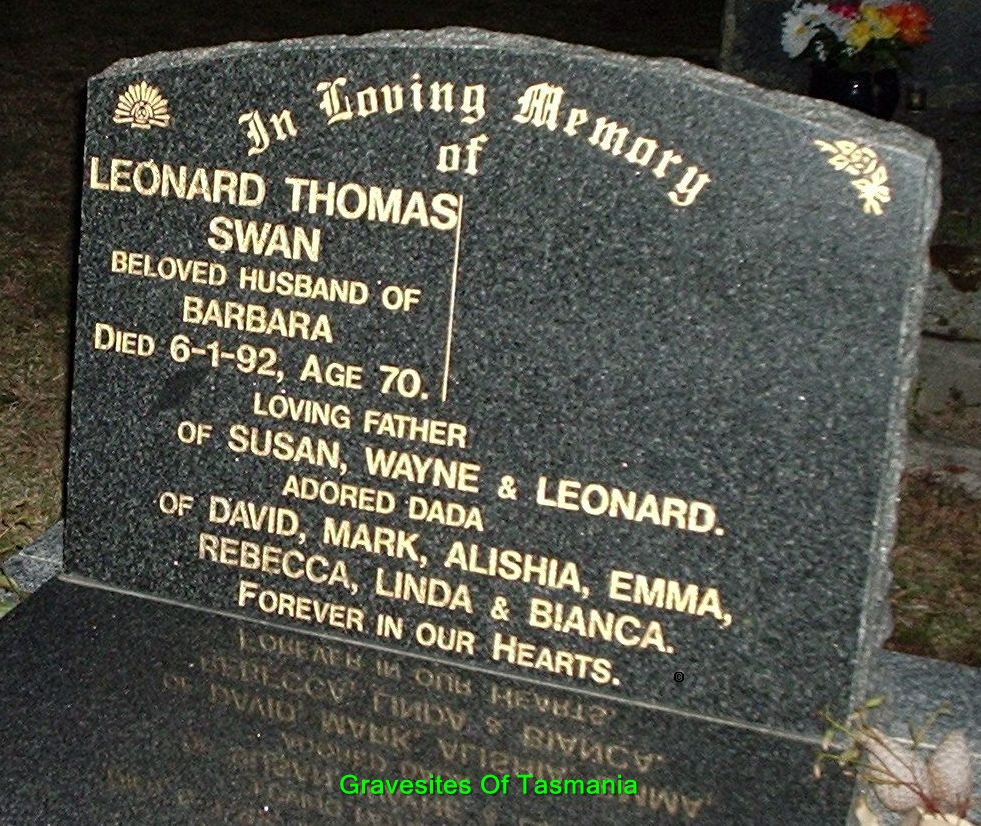 In Loving Memory
of
LEONARD THOMAS
SWAN
BELOVED HUSBAND OF
BARBARA
DIED 6-1-92, AGE 70.
LOVING FATHER
OF SUSAN, WAYNE & LEONARD.
ADORED DADA
OF DAVID, MARK, ALISHIA, EMMA,
REBECCA, LINDA & BIANCA.
FOREVER IN OUR HEARTS.
©
Gravesites Of Tasmania